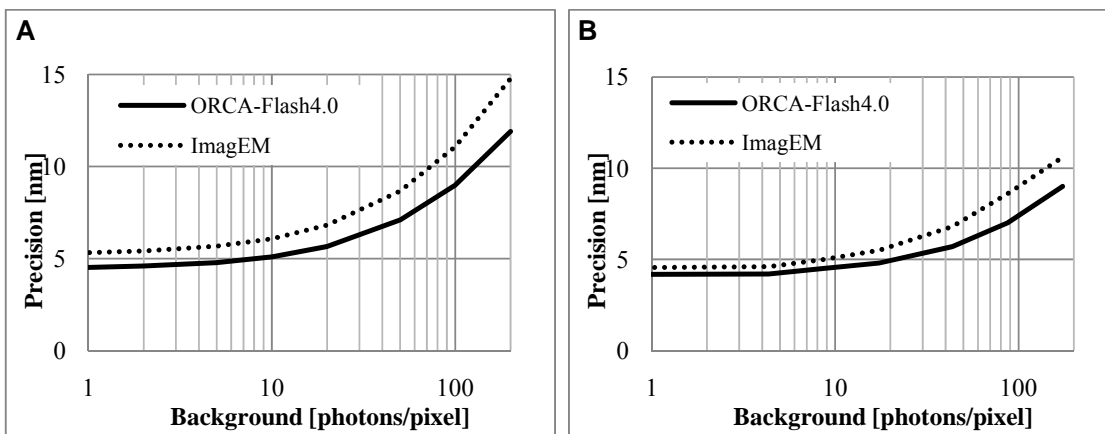 A
15
ORCA-Flash4.0
ImagEM
10
5
0
Precision [nm]
1
10
100
Background [photons/pixel]
B
15
ORCA-Flash4.0
ImagEM
10
5
0
Precision [nm]
1
10
100
Background [photons/pixel]